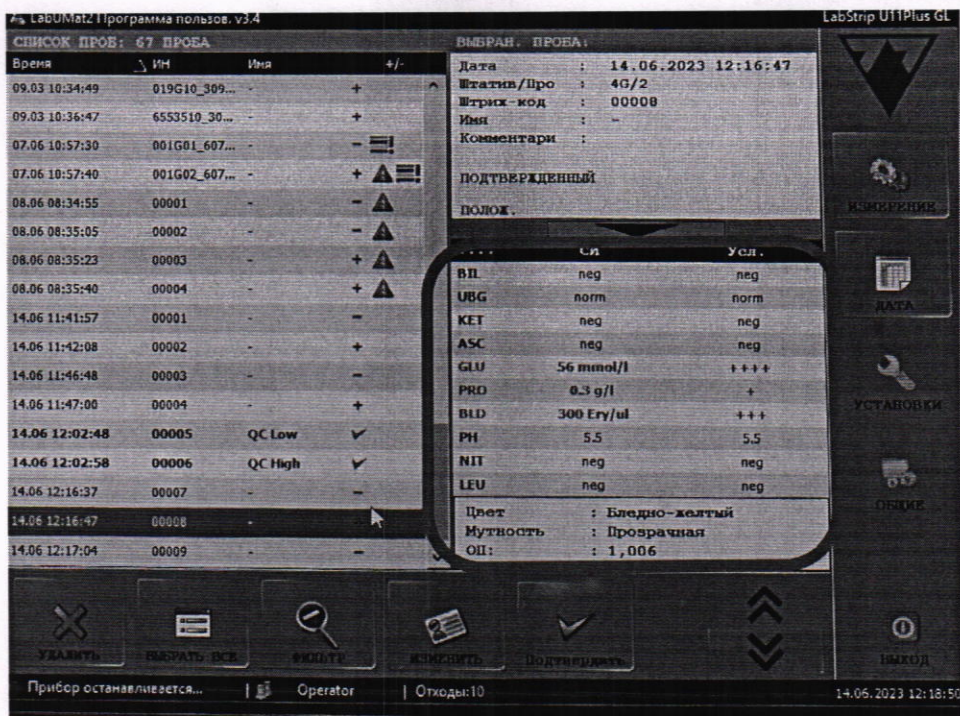 LabUMat2 Программа пользов. v3.4
LabStrip U11Plus GL
СПИСОК ПРОБ: 67 ПРОБА
Время ИН Имя +/-
09.03 10:34:49 019G10_309... - +
09.03 10:36:47 6553510_30... - +
07.06 10:57:30 001G01_607... - -
07.06 10:57:40 001G02_607... - +
08.06 08:34:55 00001 - -
08.06 08:35:05 00002 - -
08.06 08:35:23 00003 - +
08.06 08:35:40 00004 - +
14.06 11:41:57 00001 - -
14.06 11:42:08 00002 - +
14.06 11:46:48 00003 - -
14.06 11:47:00 00004 - +
14.06 12:02:48 00005 QC Low ✓
14.06 12:02:58 00006 QC High ✓
14.06 12:16:37 00007 - -
14.06 12:16:47 00008 -
14.06 12:17:04 00009 - -
ВЫБРАН. ПРОБА:
Дата : 14.06.2023 12:16:47
Штатив/Про : 4G/2
Штрих-код : 00008
Имя : -
Комментари :
ПОДТВЕРЖДЕННЫЙ
ПОЛОЖ.
.... Си Усл.
BIL neg neg
UBG norm norm
KET neg neg
ASC neg neg
GLU 56 mmol/l ++++
PRO 0.3 g/l +
BLD 300 Ery/ul +++
PH 5.5 5.5
NIT neg neg
LEU neg neg
Цвет : Бледно-желтый
Мутность : Прозрачная
ОП: : 1,006
ИЗМЕРЕНИЕ
ДАТА
УСТАНОВКИ
ОБЩИЕ
ВЫХОД
УДАЛИТЬ
ВЫБРАТЬ ВСЕ
ФИЛЬТР
ИЗМЕНИТЬ
Подтвердить
Прибор останавливается... Operator Отходы:10
14.06.2023 12:18:50